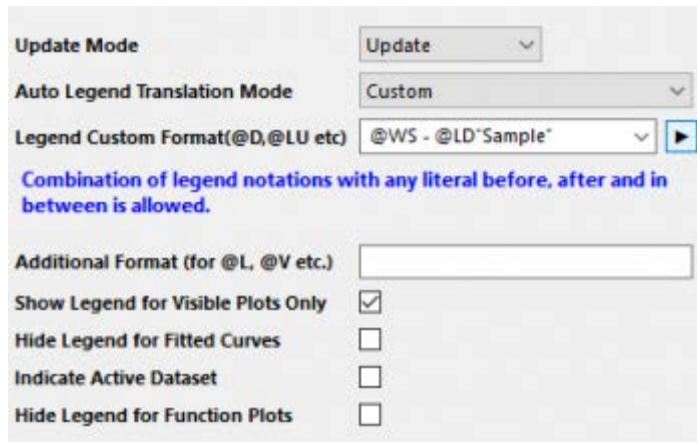 Update Mode Update
Auto Legend Translation Mode Custom
Legend Custom Format(@D,@LU etc) @WS - @LD"Sample"
Combination of legend notations with any literal before, after and in
between is allowed.
Additional Format (for @L, @V etc.)
Show Legend for Visible Plots Only
Hide Legend for Fitted Curves
Indicate Active Dataset
Hide Legend for Function Plots